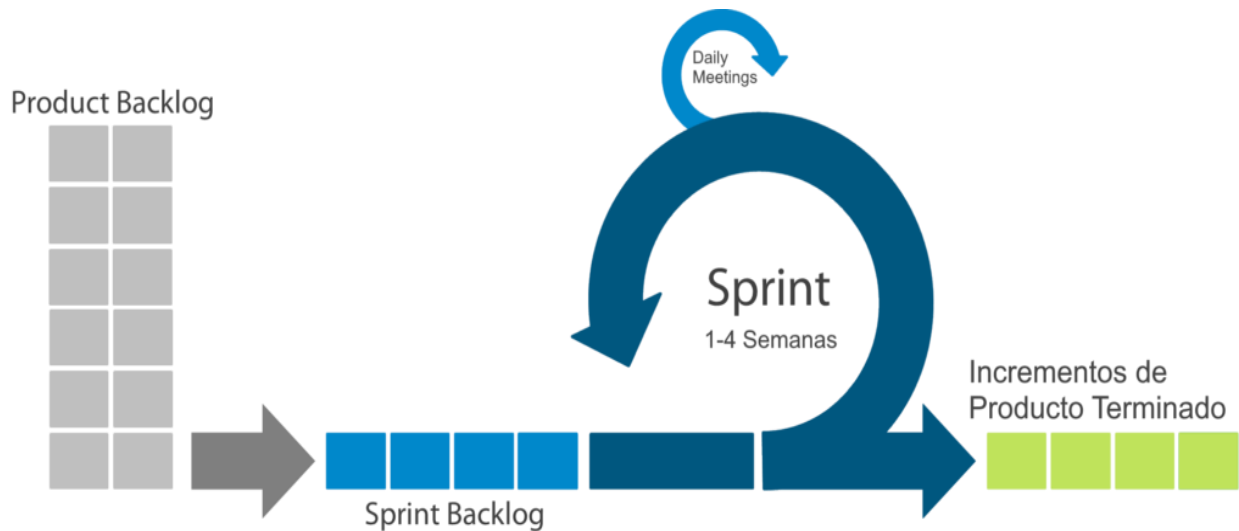 Daily
Meetings
Product Backlog
Sprint
1-4 Semanas
Incrementos de
Producto Terminado
Sprint Backlog